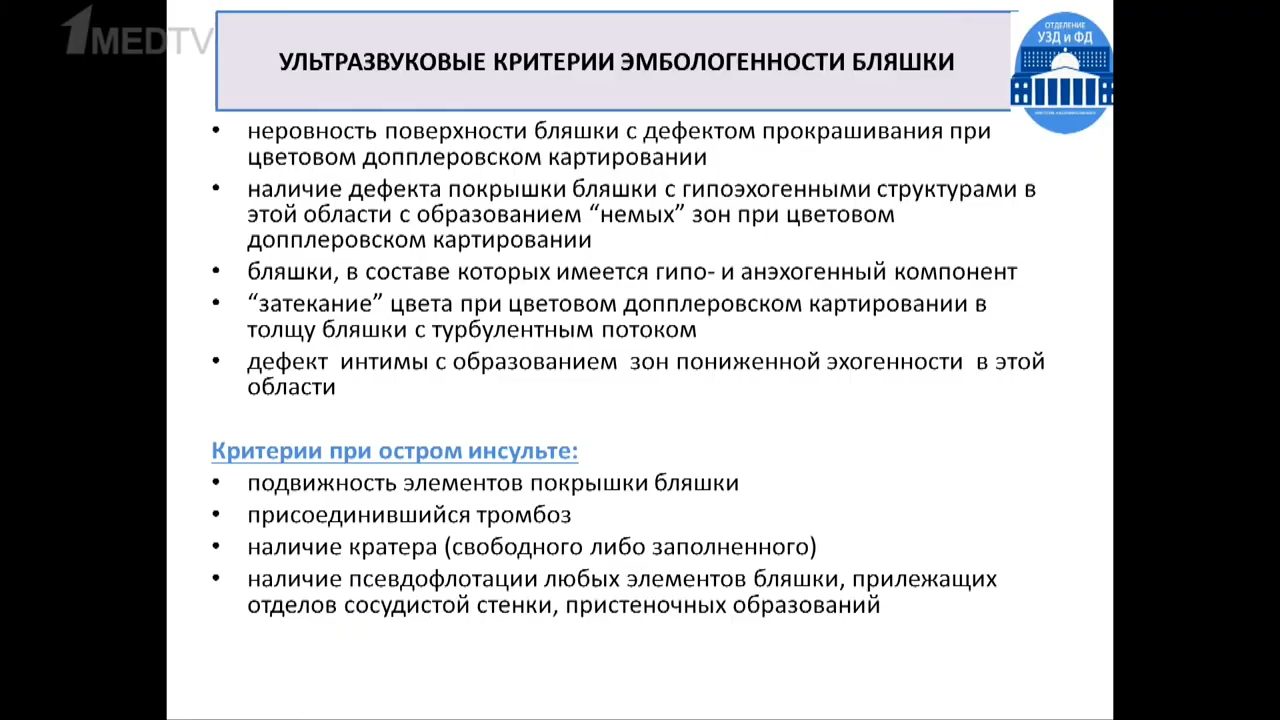 1MEDTV
УЛЬТРАЗВУКОВЫЕ КРИТЕРИИ ЭМБОЛОГЕННОСТИ БЛЯШКИ
ОТДЕЛЕНИЕ
УЗД и ФД
• неровность поверхности бляшки с дефектом прокрашивания при
цветовом допплеровском картировании
• наличие дефекта покрышки бляшки с гипоэхогенными структурами в
этой области с образованием “немых” зон при цветовом
допплеровском картировании
• бляшки, в составе которых имеется гипо- и анэхогенный компонент
• “затекание” цвета при цветовом допплеровском картировании в
толщу бляшки с турбулентным потоком
• дефект интимы с образованием зон пониженной эхогенности в этой
области
Критерии при остром инсульте:
• подвижность элементов покрышки бляшки
• присоединившийся тромбоз
• наличие кратера (свободного либо заполненного)
• наличие псевдофлотации любых элементов бляшки, прилежащих
отделов сосудистой стенки, пристеночных образований